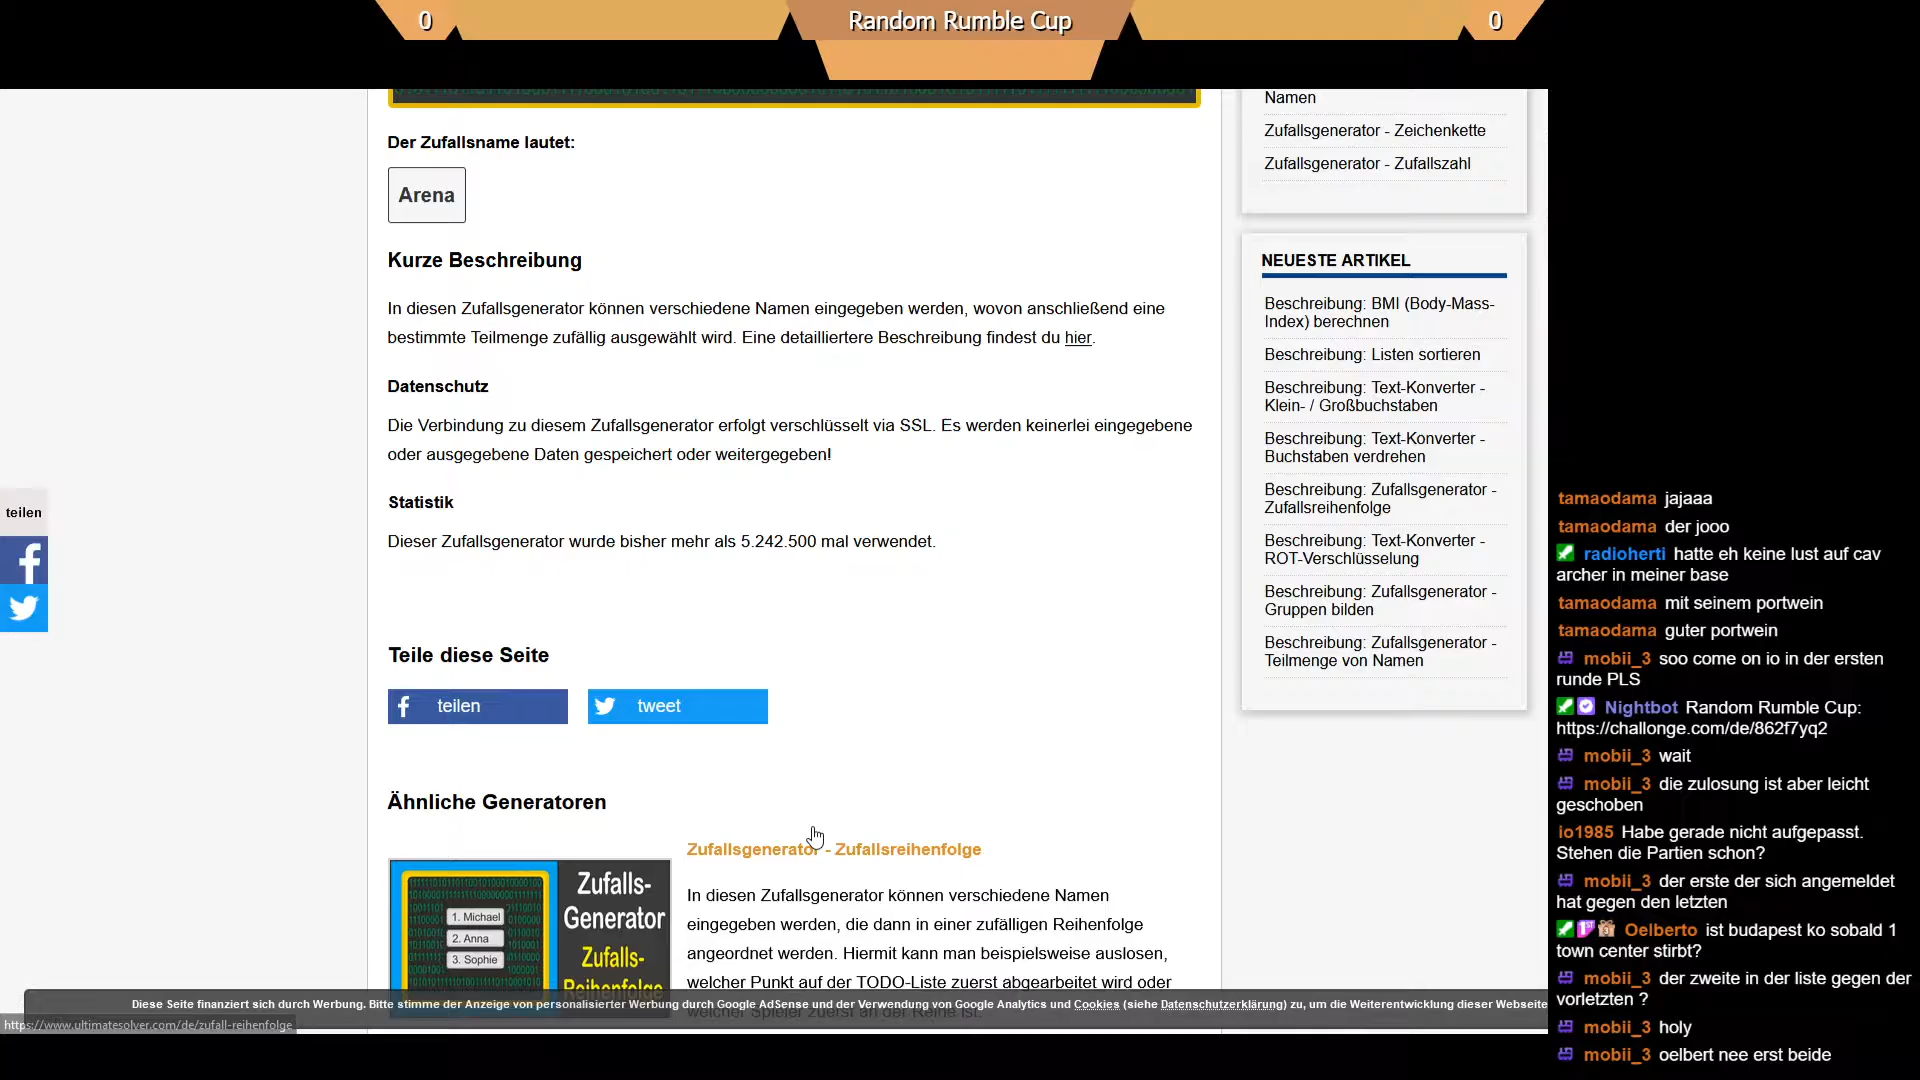 0
Random Rumble Cup
0
Namen
Zufallsgenerator - Zeichenkette
Zufallsgenerator - Zufallszahl
Der Zufallsname lautet:
Arena
Kurze Beschreibung
In diesen Zufallsgenerator können verschiedene Namen eingegeben werden, wovon anschließend eine
bestimmte Teilmenge zufällig ausgewählt wird. Eine detailliertere Beschreibung findest du hier.
Datenschutz
Die Verbindung zu diesem Zufallsgenerator erfolgt verschlüsselt via SSL. Es werden keinerlei eingegebene
oder ausgegebene Daten gespeichert oder weitergegeben!
Statistik
Dieser Zufallsgenerator wurde bisher mehr als 5.242.500 mal verwendet.
teilen
Teile diese Seite
teilen
tweet
Ähnliche Generatoren
Zufallsgenerator - Zufallsreihenfolge
In diesen Zufallsgenerator können verschiedene Namen
eingegeben werden, die dann in einer zufälligen Reihenfolge
angeordnet werden. Hiermit kann man beispielsweise auslosen,
welcher Punkt auf der TODO-Liste zuerst abgearbeitet wird oder
welcher Spieler zuerst an der Reihe ist.
1. Michael
2. Anna
3. Sophie
Zufalls-
Generator
Zufalls-
Reihenfolge
NEUESTE ARTIKEL
Beschreibung: BMI (Body-Mass-
Index) berechnen
Beschreibung: Listen sortieren
Beschreibung: Text-Konverter -
Klein- / Großbuchstaben
Beschreibung: Text-Konverter -
Buchstaben verdrehen
Beschreibung: Zufallsgenerator -
Zufallsreihenfolge
Beschreibung: Text-Konverter -
ROT-Verschlüsselung
Beschreibung: Zufallsgenerator -
Gruppen bilden
Beschreibung: Zufallsgenerator -
Teilmenge von Namen
Diese Seite finanziert sich durch Werbung. Bitte stimme der Anzeige von personalisierter Werbung durch Google AdSense und der Verwendung von Google Analytics und Cookies (siehe Datenschutzerklärung) zu, um die Weiterentwicklung dieser Webseite
https://www.ultimatesolver.com/de/zufall-reihenfolge
tamaodama jajaaa
tamaodama der jooo
radioherti hatte eh keine lust auf cav
archer in meiner base
tamaodama mit seinem portwein
tamaodama guter portwein
mobii_3 soo come on io in der ersten
runde PLS
Nightbot Random Rumble Cup:
https://challonge.com/de/862f7yq2
mobii_3 wait
mobii_3 die zulosung ist aber leicht
geschoben
io1985 Habe gerade nicht aufgepasst.
Stehen die Partien schon?
mobii_3 der erste der sich angemeldet
hat gegen den letzten
Oelberto ist budapest ko sobald 1
town center stirbt?
mobii_3 der zweite in der liste gegen der
vorletzten ?
mobii_3 holy
mobii_3 oelbert nee erst beide